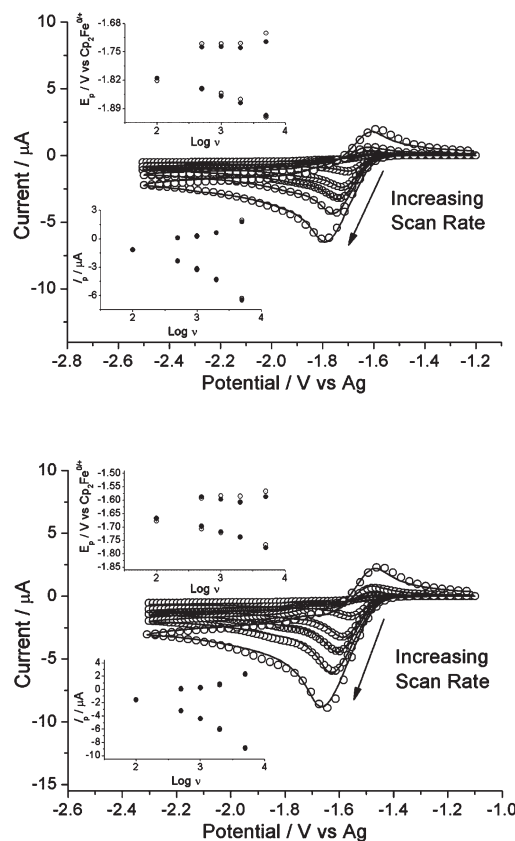 -1.68
-1.75
-1.82
-1.89
E_p / V vs Cp₂Fe⁰/⁺
2 3 4
Log ν
10
5
0
-5
-10
Current / μA
Increasing
Scan Rate
3
0
-3
-6
I_p / μA
2 3 4
Log ν
-2.8 -2.6 -2.4 -2.2 -2.0 -1.8 -1.6 -1.4 -1.2
Potential / V vs Ag
-1.50
-1.55
-1.60
-1.65
-1.70
-1.75
-1.80
-1.85
E_p / V vs Cp₂Fe⁰/⁺
2 3 4
Log ν
10
5
0
-5
-10
-15
Current / μA
Increasing
Scan Rate
4
2
0
-2
-4
-6
-8
-10
I_p / μA
2 3 4
Log ν
-2.6 -2.4 -2.2 -2.0 -1.8 -1.6 -1.4 -1.2 -1.0
Potential / V vs Ag